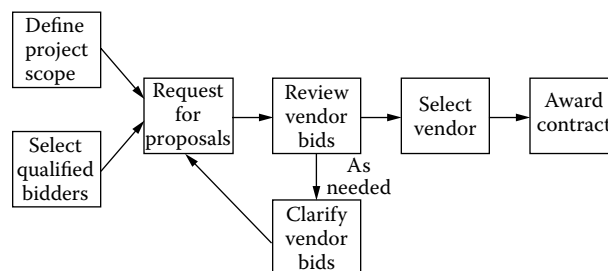 Define
project
scope
Select
qualified
bidders
Request
for
proposals
Review
vendor
bids
As
needed
Clarify
vendor
bids
Select
vendor
Award
contract